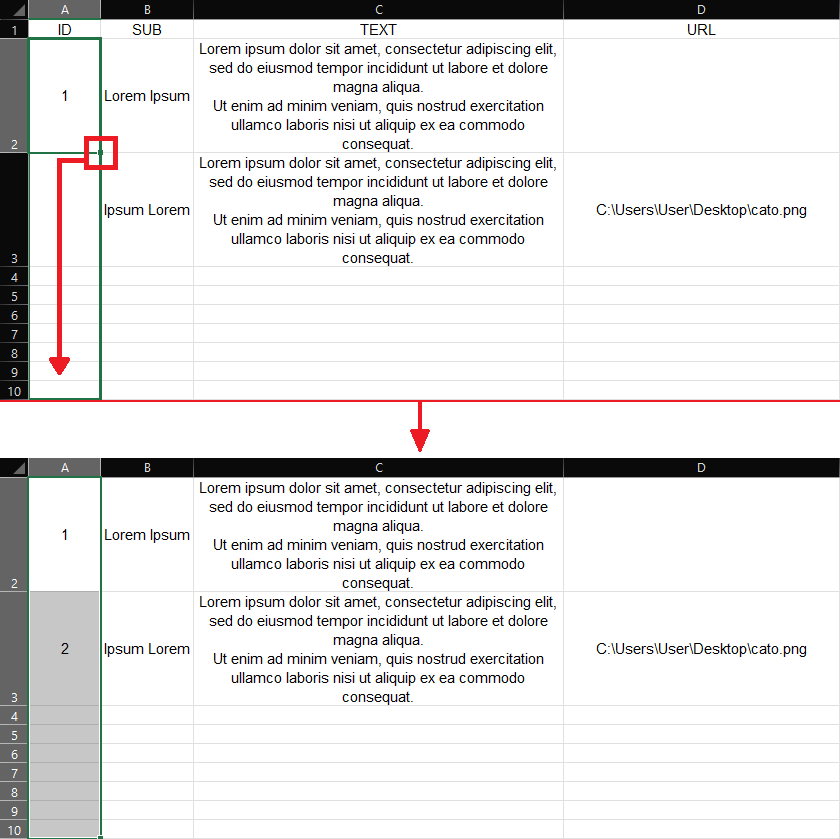 A B C D
1 ID SUB TEXT URL
Lorem ipsum dolor sit amet, consectetur adipiscing elit,
sed do eiusmod tempor incididunt ut labore et dolore
magna aliqua.
1 Lorem Ipsum
Ut enim ad minim veniam, quis nostrud exercitation
ullamco laboris nisi ut aliquip ex ea commodo
2 consequat.
Lorem ipsum dolor sit amet, consectetur adipiscing elit,
sed do eiusmod tempor incididunt ut labore et dolore
magna aliqua.
Ipsum Lorem C:\Users\User\Desktop\cato.png
Ut enim ad minim veniam, quis nostrud exercitation
ullamco laboris nisi ut aliquip ex ea commodo
3 consequat.
4
5
6
7
8
9
10
A B C D
Lorem ipsum dolor sit amet, consectetur adipiscing elit,
sed do eiusmod tempor incididunt ut labore et dolore
magna aliqua.
1 Lorem Ipsum
Ut enim ad minim veniam, quis nostrud exercitation
ullamco laboris nisi ut aliquip ex ea commodo
2 consequat.
Lorem ipsum dolor sit amet, consectetur adipiscing elit,
sed do eiusmod tempor incididunt ut labore et dolore
magna aliqua.
2 Ipsum Lorem C:\Users\User\Desktop\cato.png
Ut enim ad minim veniam, quis nostrud exercitation
ullamco laboris nisi ut aliquip ex ea commodo
3 consequat.
4
5
6
7
8
9
10